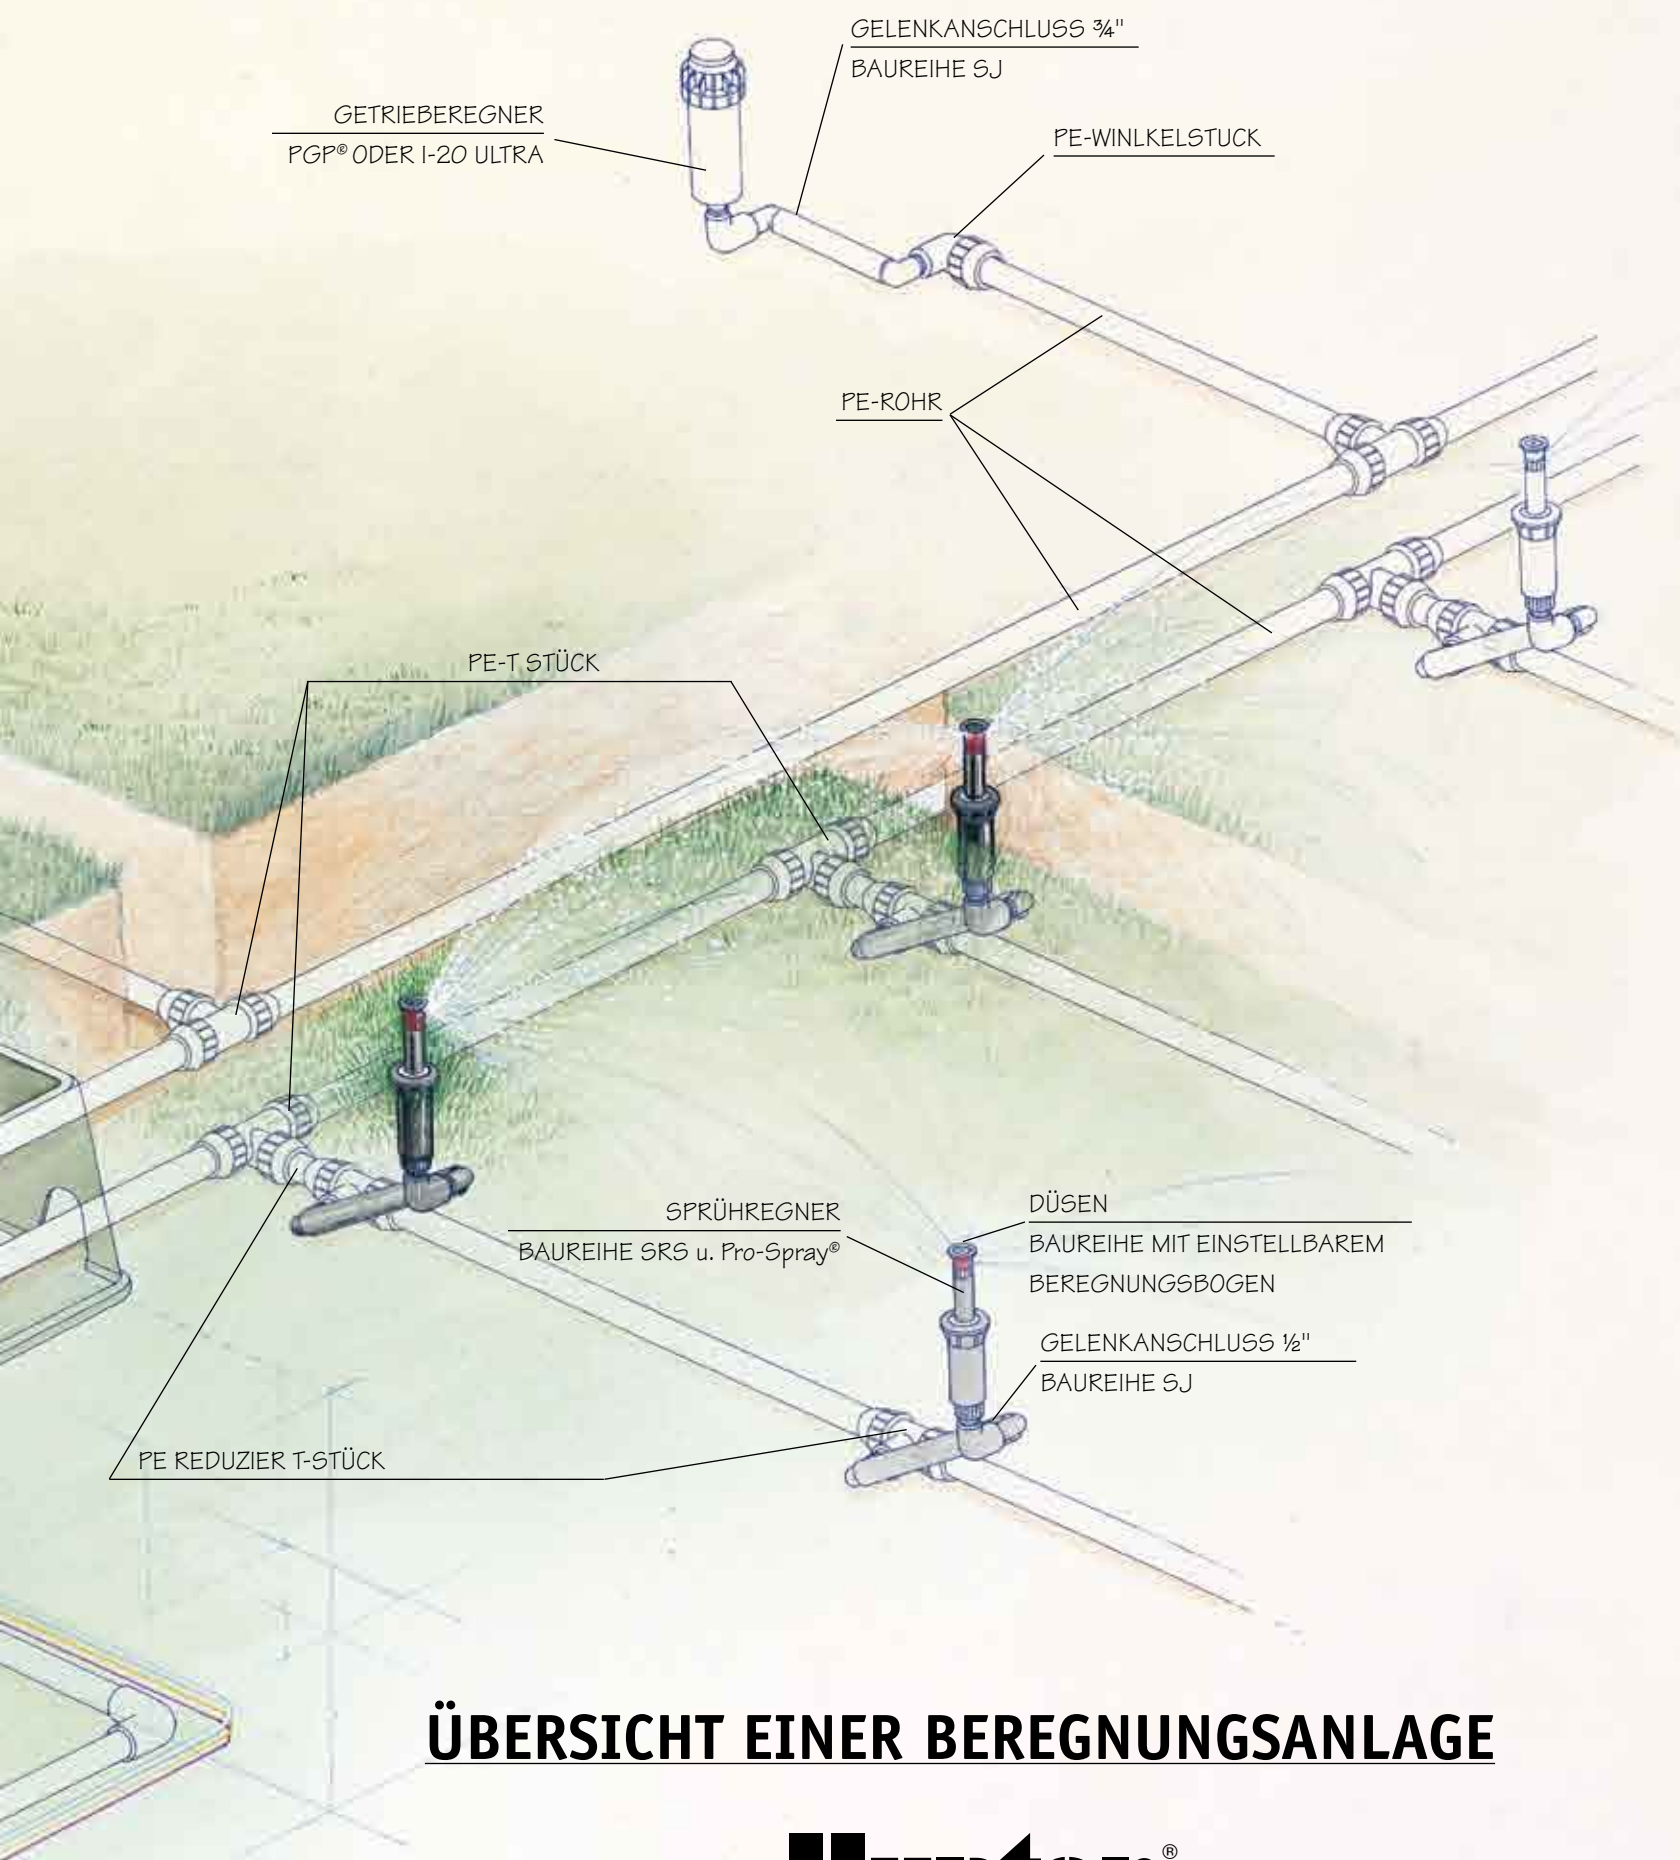 GELENKANSCHLUSS ¾"
BAUREIHE SJ
GETRIEBEREGNER
PGP® ODER I-20 ULTRA
PE-WINLKELSTUCK
PE-ROHR
PE-T STÜCK
SPRÜHREGNER
BAUREIHE SRS u. Pro-Spray®
DÜSEN
BAUREIHE MIT EINSTELLBAREM
BEREGNUNGSBOGEN
GELENKANSCHLUSS ½"
BAUREIHE SJ
PE REDUZIER T-STÜCK
ÜBERSICHT EINER BEREGNUNGSANLAGE
®